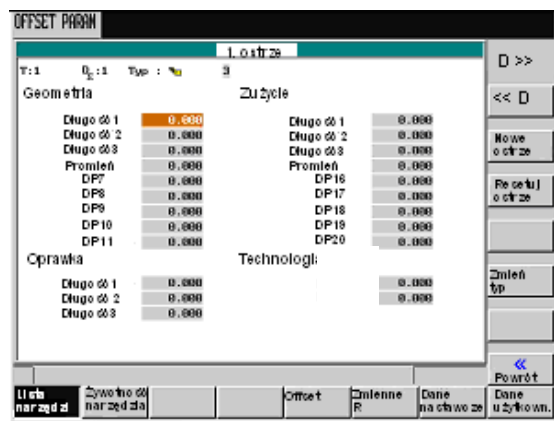 OFFSET PARAM
1. ostrze
D >>
T:1 D:1 Typ : 3
Geometria Zużycie
<< D
Długość 1 0.000 Długość 1 0.000
Długość 2 0.000 Długość 2 0.000
Nowe ostrze
Długość 3 0.000 Długość 3 0.000
Promień 0.000 Promień 0.000
DP7 0.000 DP16 0.000
Resetuj ostrze
DP8 0.000 DP17 0.000
DP9 0.000 DP18 0.000
DP10 0.000 DP19 0.000
DP11 0.000 DP20 0.000
Oprawka Technologi
Długość 1 0.000 0.000
Zmień typ
Długość 2 0.000 0.000
Długość 3 0.000
<<
Powrót
Lista narzędzi Żywotność narzędzia Offset Zmienne R Dane nastawcze Dane użytkown.